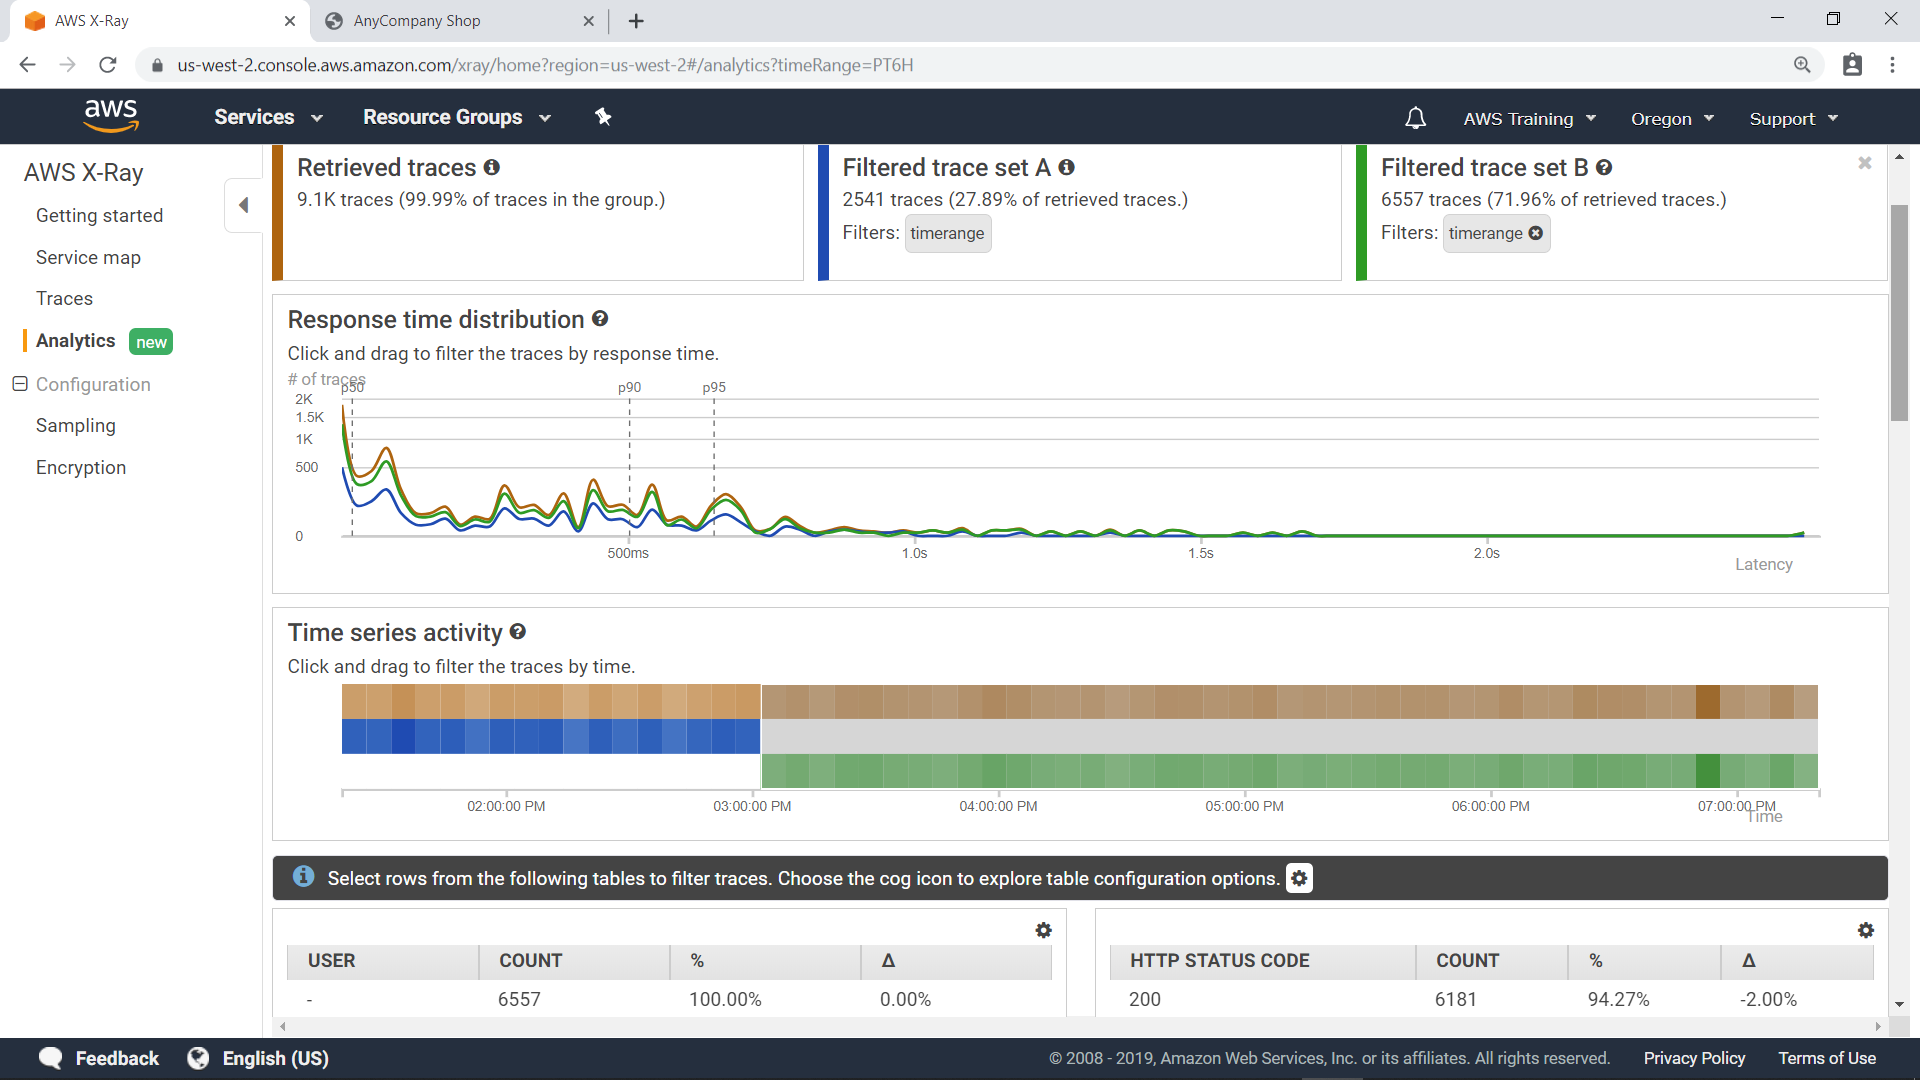 AWS X-Ray
AnyCompany Shop
us-west-2.console.aws.amazon.com/xray/home?region=us-west-2#/analytics?timeRange=PT6H
aws
Services
Resource Groups
AWS Training
Oregon
Support
AWS X-Ray
Getting started
Service map
Traces
Analytics new
Configuration
Sampling
Encryption
Retrieved traces
9.1K traces (99.99% of traces in the group.)
Filtered trace set A
2541 traces (27.89% of retrieved traces.)
Filters: timerange
Filtered trace set B
6557 traces (71.96% of retrieved traces.)
Filters: timerange
Response time distribution
Click and drag to filter the traces by response time.
# of traces
p50
p90
p95
2K
1.5K
1K
500
0
500ms
1.0s
1.5s
2.0s
Latency
Time series activity
Click and drag to filter the traces by time.
02:00:00 PM
03:00:00 PM
04:00:00 PM
05:00:00 PM
06:00:00 PM
07:00:00 PM
Time
Select rows from the following tables to filter traces. Choose the cog icon to explore table configuration options.
USER COUNT % Δ
- 6557 100.00% 0.00%
HTTP STATUS CODE COUNT % Δ
200 6181 94.27% -2.00%
Feedback
English (US)
© 2008 - 2019, Amazon Web Services, Inc. or its affiliates. All rights reserved.
Privacy Policy
Terms of Use